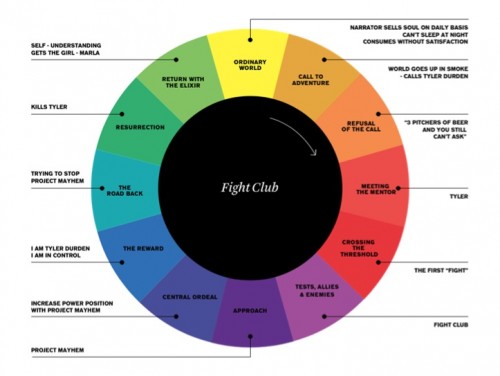 NARRATOR SELLS SOUL ON DAILY BASIS
CAN'T SLEEP AT NIGHT
CONSUMES WITHOUT SATISFACTION
ORDINARY
WORLD
WORLD GOES UP IN SMOKE
- CALLS TYLER DURDEN
CALL TO
ADVENTURE
"3 PITCHERS OF BEER
AND YOU STILL
CAN'T ASK"
REFUSAL
OF THE CALL
MEETING
THE MENTOR
TYLER
CROSSING
THE
THRESHOLD
THE FIRST "FIGHT"
TESTS, ALLIES
& ENEMIES
FIGHT CLUB
APPROACH
PROJECT MAYHEM
CENTRAL ORDEAL
INCREASE POWER POSITION
WITH PROJECT MAYHEM
THE REWARD
I AM TYLER DURDEN
I AM IN CONTROL
THE
ROAD BACK
TRYING TO STOP
PROJECT MAYHEM
RESURRECTION
KILLS TYLER
RETURN WITH
THE ELIXIR
SELF - UNDERSTANDING
GETS THE GIRL - MARLA
Fight Club